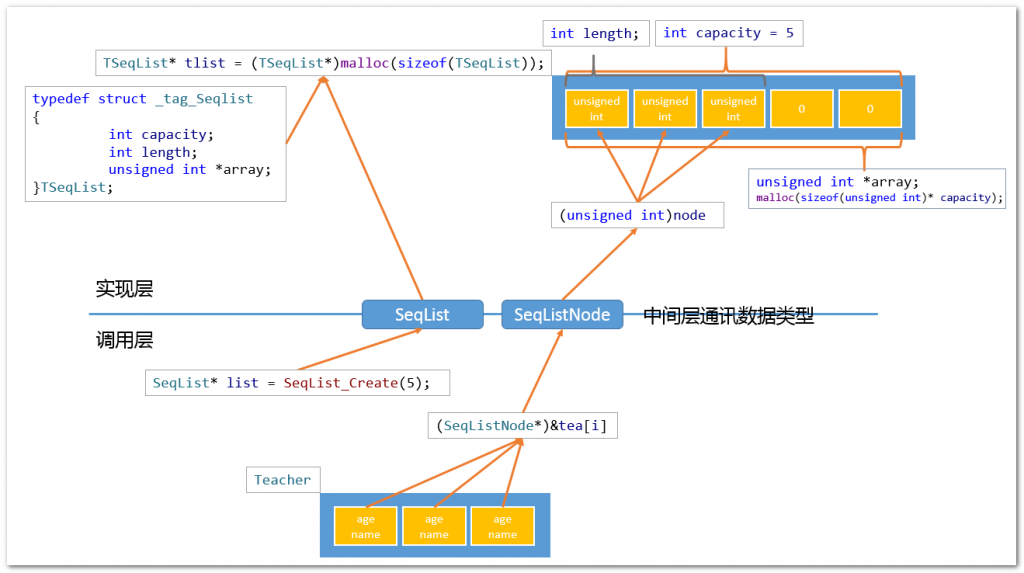 int length;
int capacity = 5
TSeqList* tlist = (TSeqList*)malloc(sizeof(TSeqList));
typedef struct _tag_Seqlist
{
int capacity;
int length;
unsigned int *array;
}TSeqList;
unsigned
int
unsigned
int
unsigned
int
0
0
unsigned int *array;
malloc(sizeof(unsigned int)* capacity);
(unsigned int)node
实现层
SeqList
SeqListNode
中间层通讯数据类型
调用层
SeqList* list = SeqList_Create(5);
(SeqListNode*)&tea[i]
Teacher
age
name
age
name
age
name